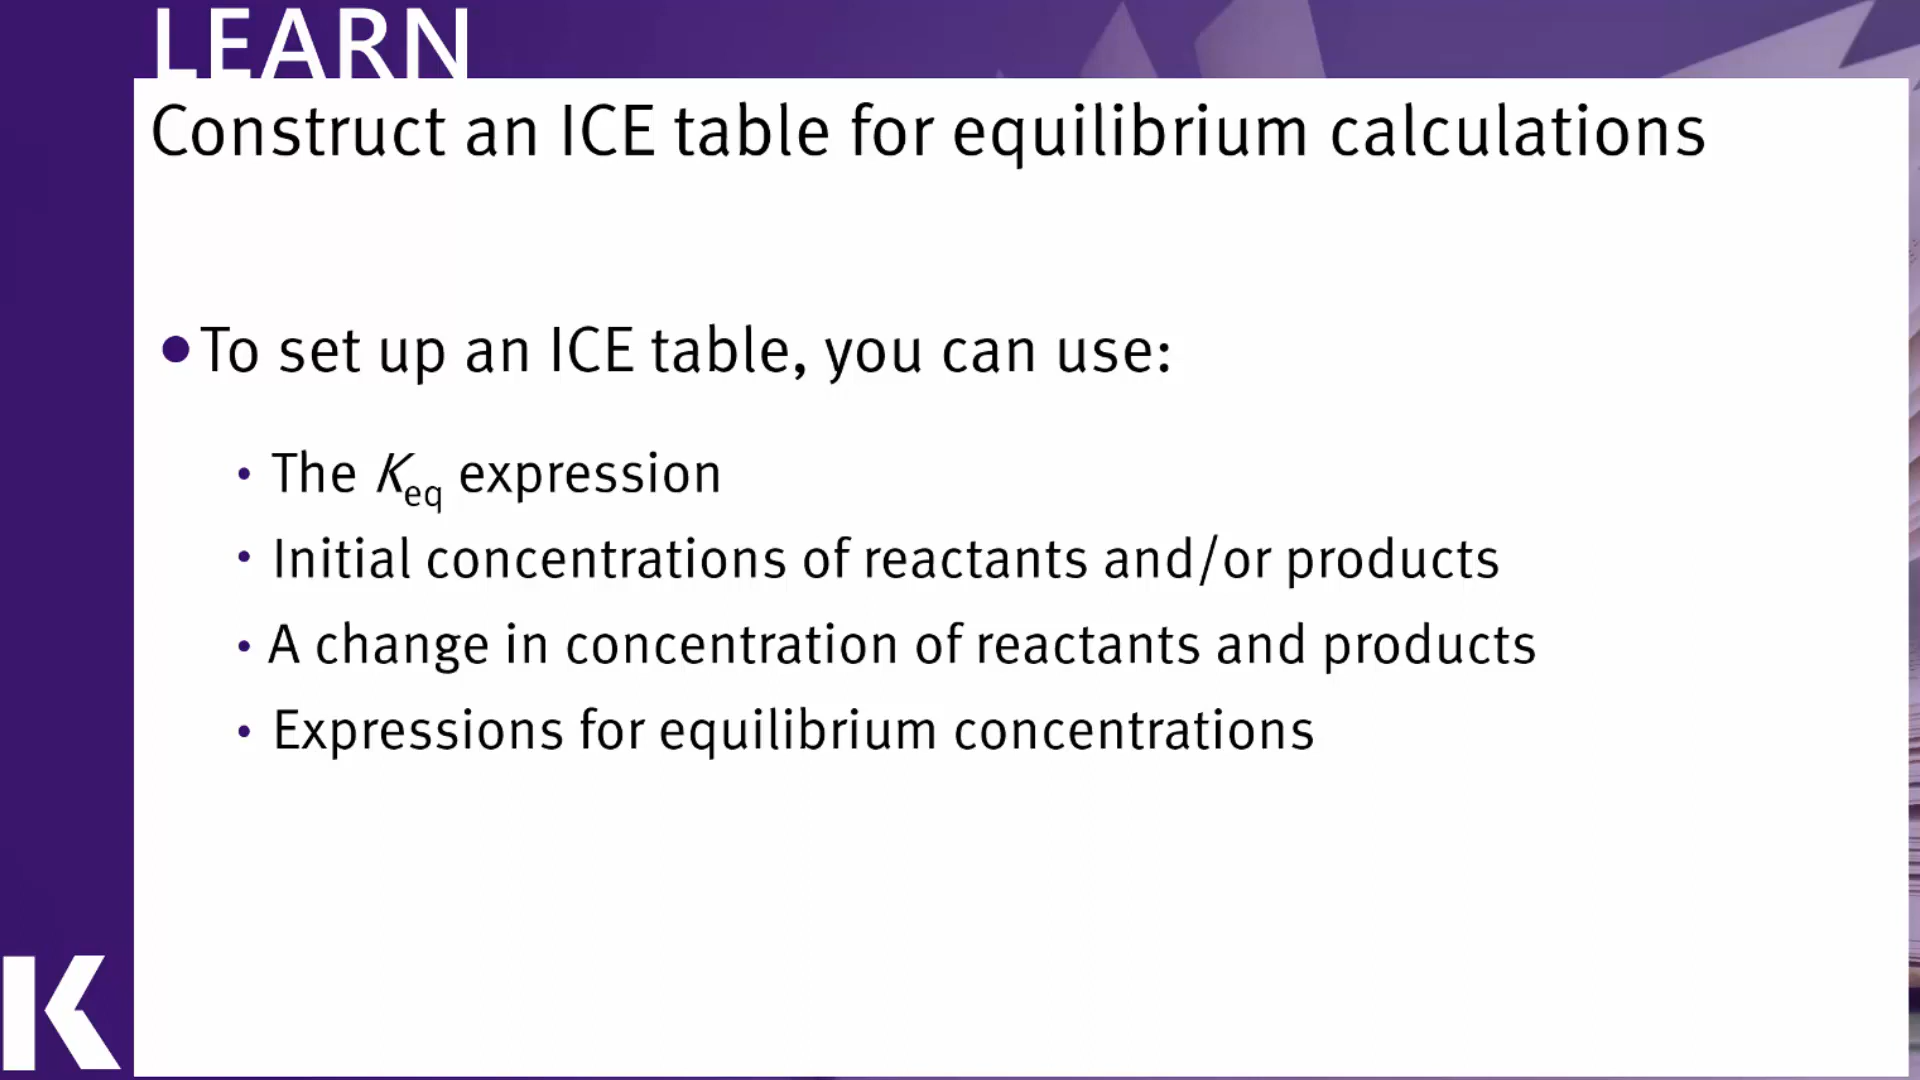 LEARN
Construct an ICE table for equilibrium calculations
•To set up an ICE table, you can use:
• The Keq expression
• Initial concentrations of reactants and/or products
• A change in concentration of reactants and products
• Expressions for equilibrium concentrations
K